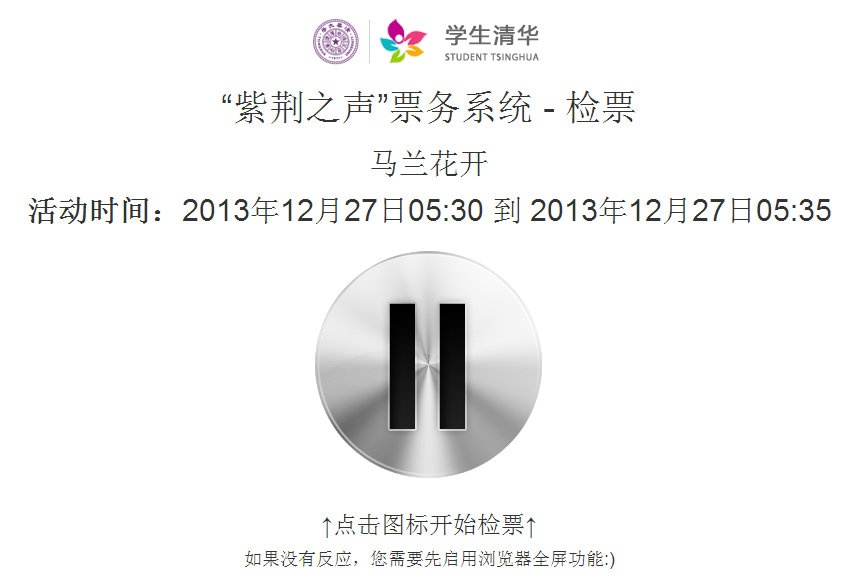 学生清华
STUDENT TSINGHUA
“紫荆之声”票务系统 - 检票
马兰花开
活动时间：2013年12月27日05:30 到 2013年12月27日05:35
↑点击图标开始检票↑
如果没有反应，您需要先启用浏览器全屏功能:)